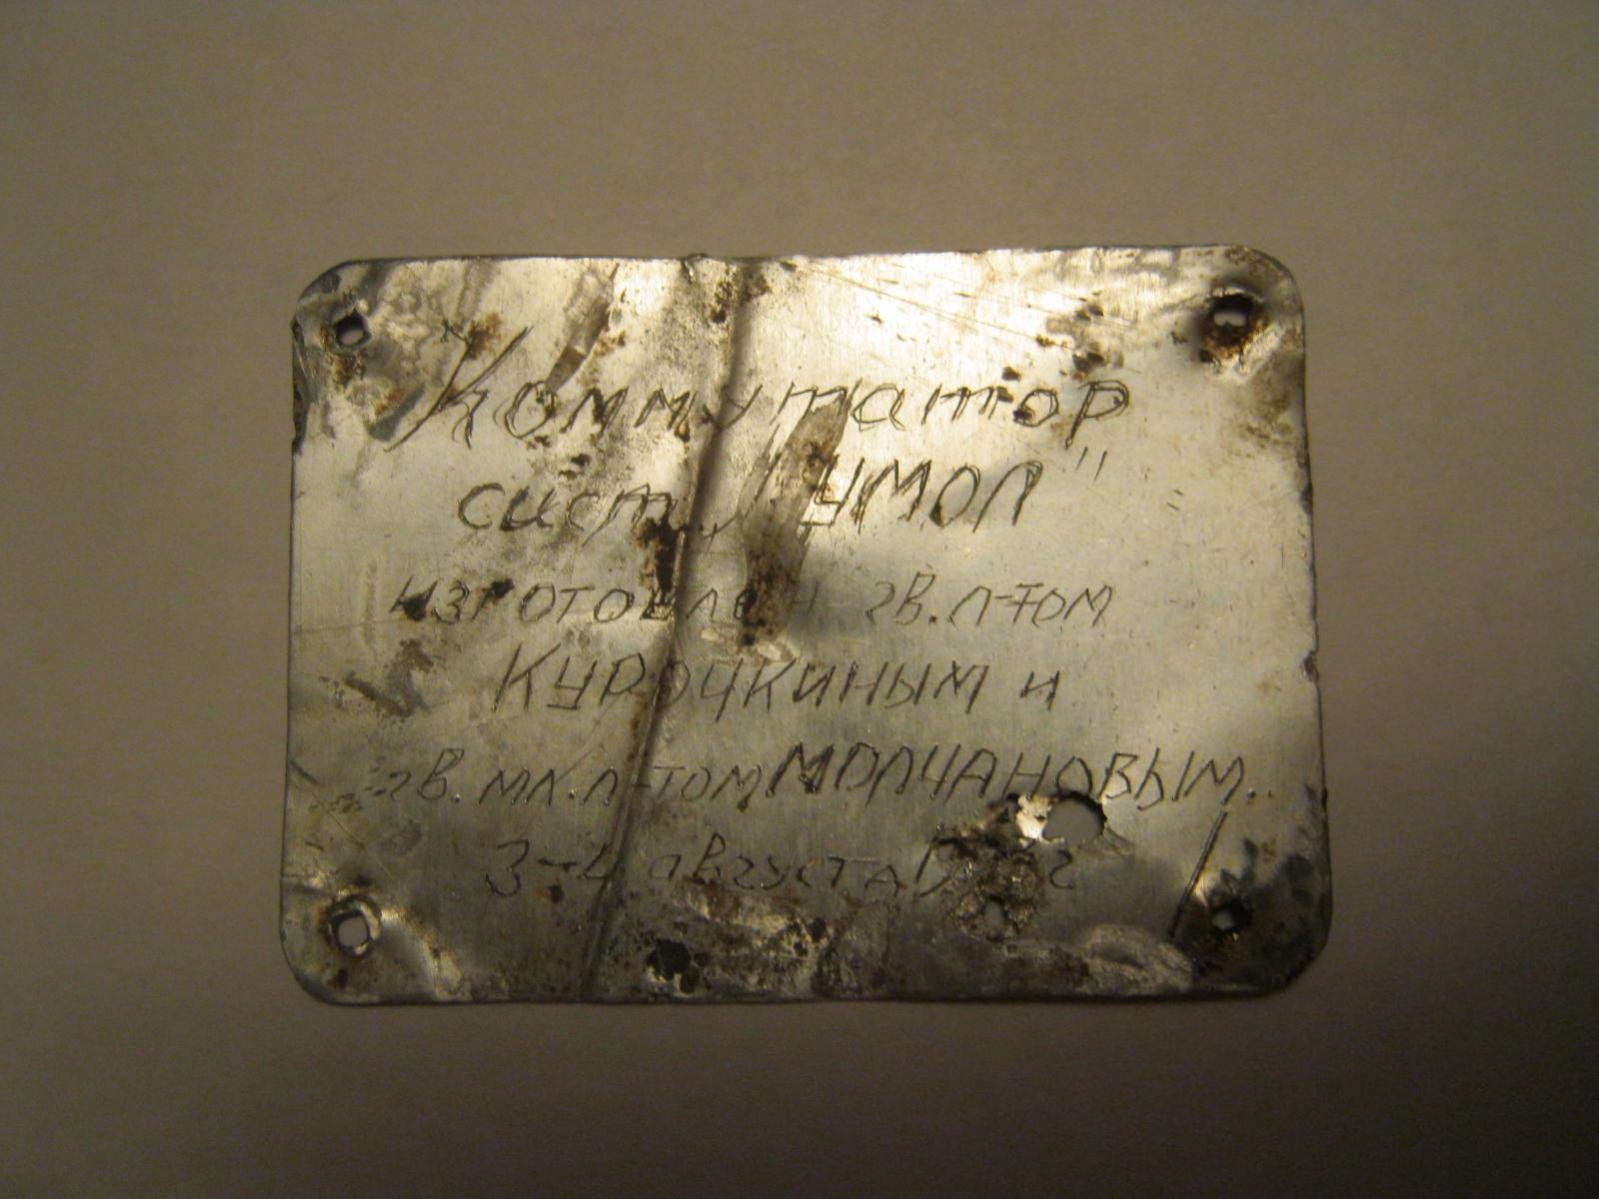 Коммутатор
сист. "УМОЛ"
изготовлен гв. л-том
Курочкиным и
гв. мл. л-том МОЛЧАНОВЫМ..
3-4 августа г